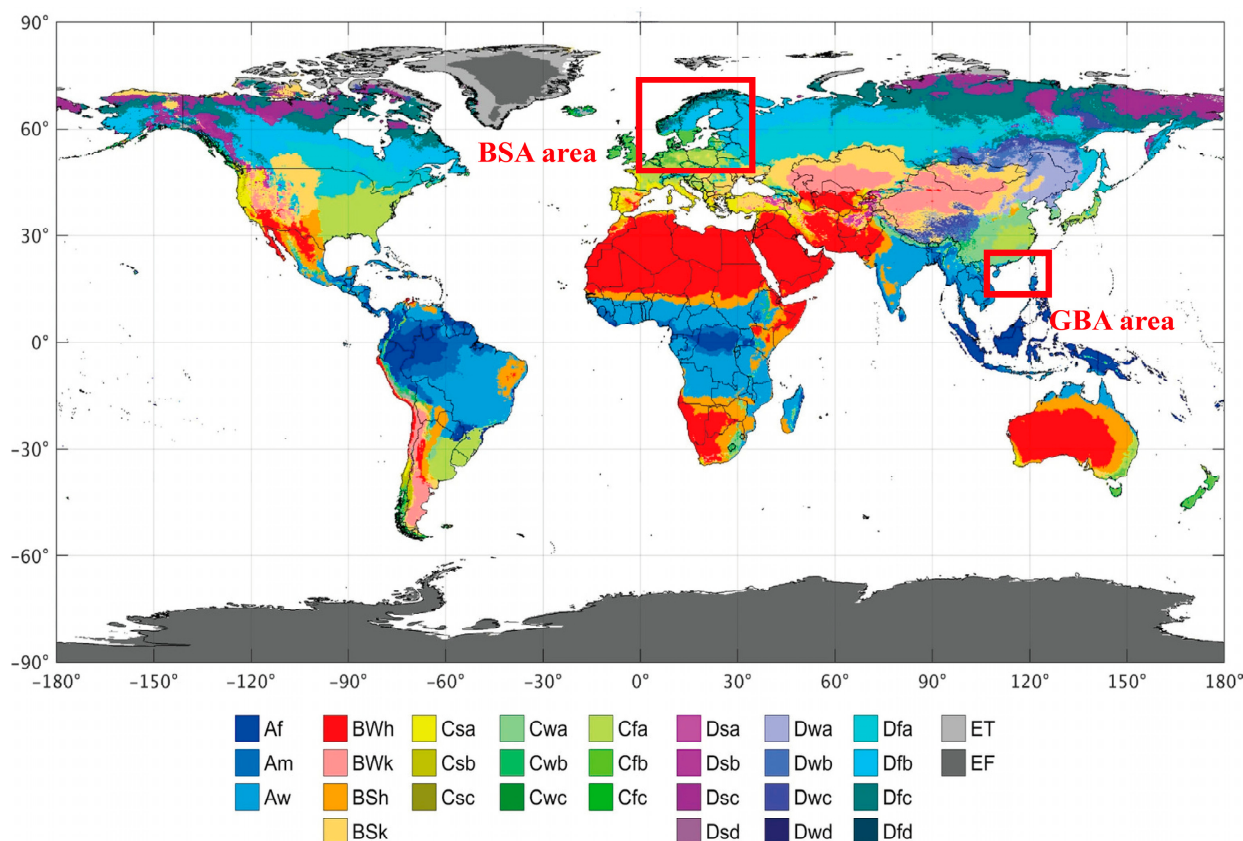 90°
60°
30°
0°
−30°
−60°
−90°
BSA area
GBA area
−180° −150° −120° −90° −60° −30° 0° 30° 60° 90° 120° 150° 180°
Af BWh Csa Cwa Cfa Dsa Dwa Dfa ET
Am BWk Csb Cwb Cfb Dsb Dwb Dfb EF
Aw BSh Csc Cwc Cfc Dsc Dwc Dfc
BSk Dsd Dwd Dfd